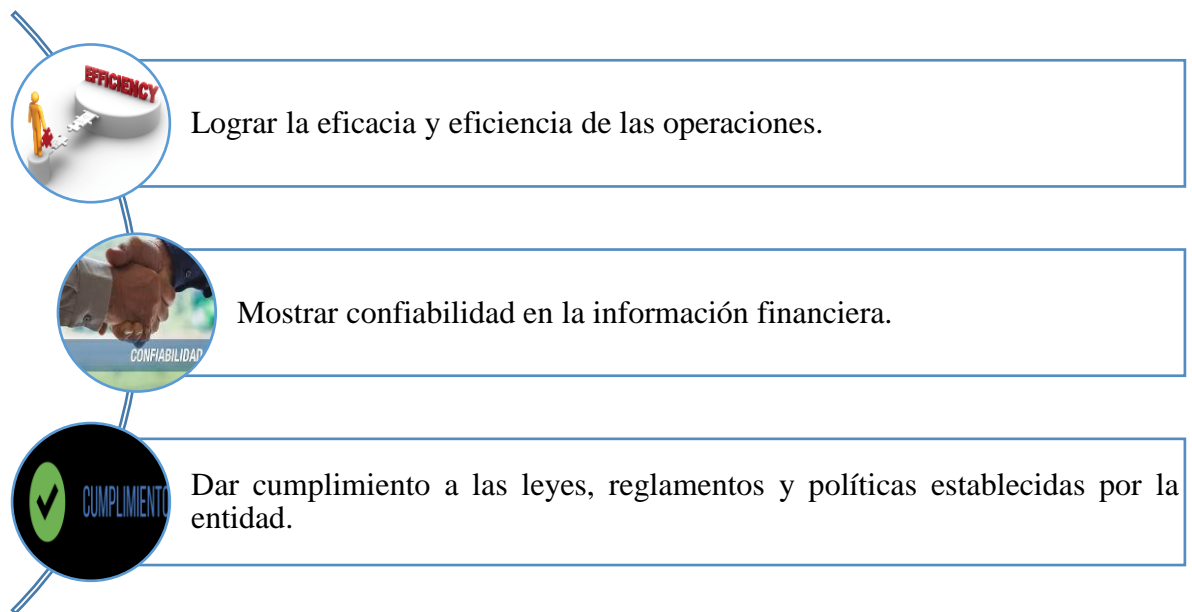 EFFICIENCY
Lograr la eficacia y eficiencia de las operaciones.
CONFIABILIDAD
Mostrar confiabilidad en la información financiera.
CUMPLIMIENTO
Dar cumplimiento a las leyes, reglamentos y políticas establecidas por la
entidad.